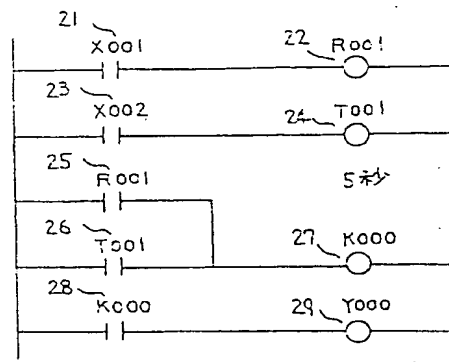 21 X001 22 R001
23 X002 24 T001
25 R001 5秒
26 T001 27 K000
28 K000 29 Y000